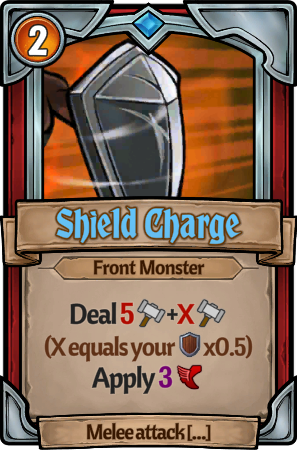 2
Shield Charge
Front Monster
Deal 5 +X
(X equals your x0.5)
Apply 3
Melee attack [...]